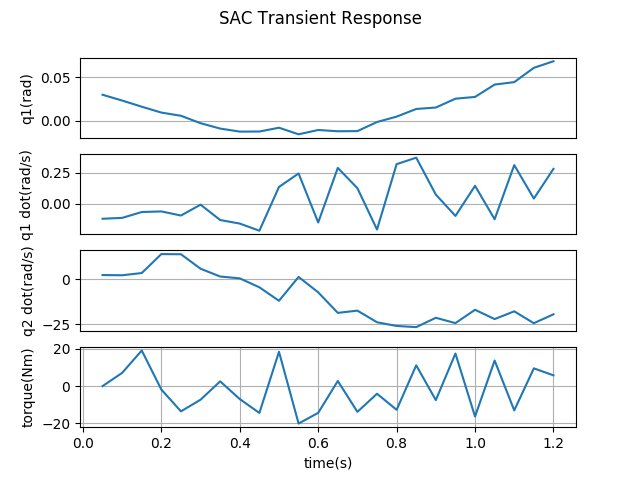 SAC Transient Response
q1(rad)
0.05
0.00
q1 dot(rad/s)
0.25
0.00
q2 dot(rad/s)
0
−25
torque(Nm)
20
0
−20
0.0 0.2 0.4 0.6 0.8 1.0 1.2
time(s)